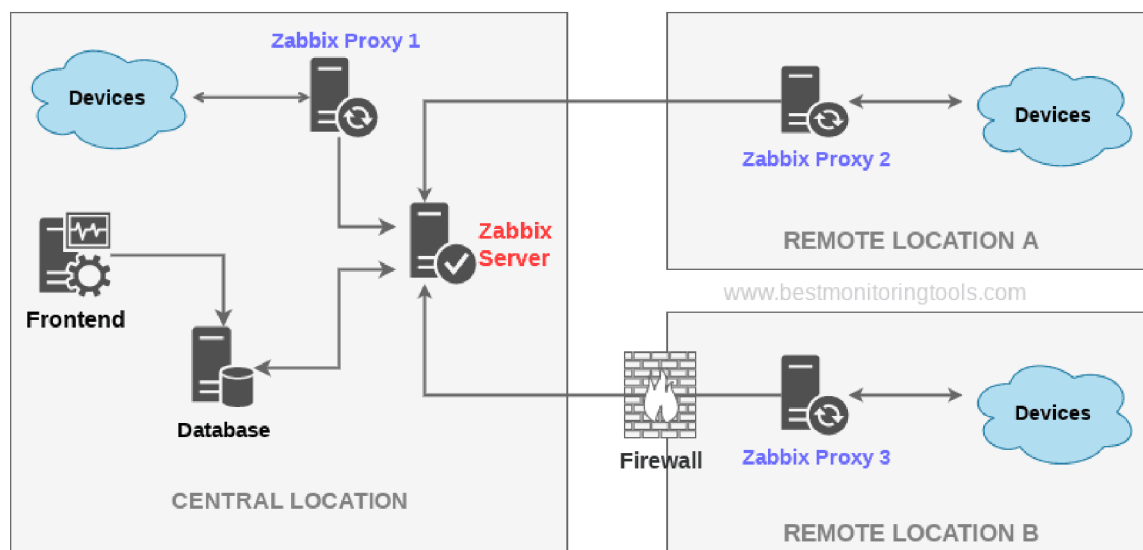 Zabbix Proxy 1
Devices
Zabbix
Server
Frontend
Database
CENTRAL LOCATION
Zabbix Proxy 2
Devices
REMOTE LOCATION A
www.bestmonitoringtools.com
Firewall
Zabbix Proxy 3
Devices
REMOTE LOCATION B